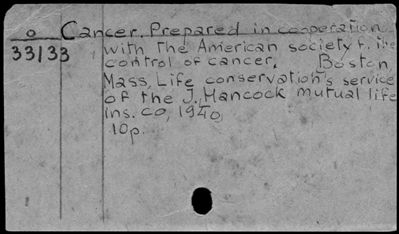 o Cancer. Prepared in cooperation
33133 with the American society f. the
control of cancer. Boston,
Mass, Life conservation's service
of the J. Hancock mutual life
ins. co, 1940,
10p.